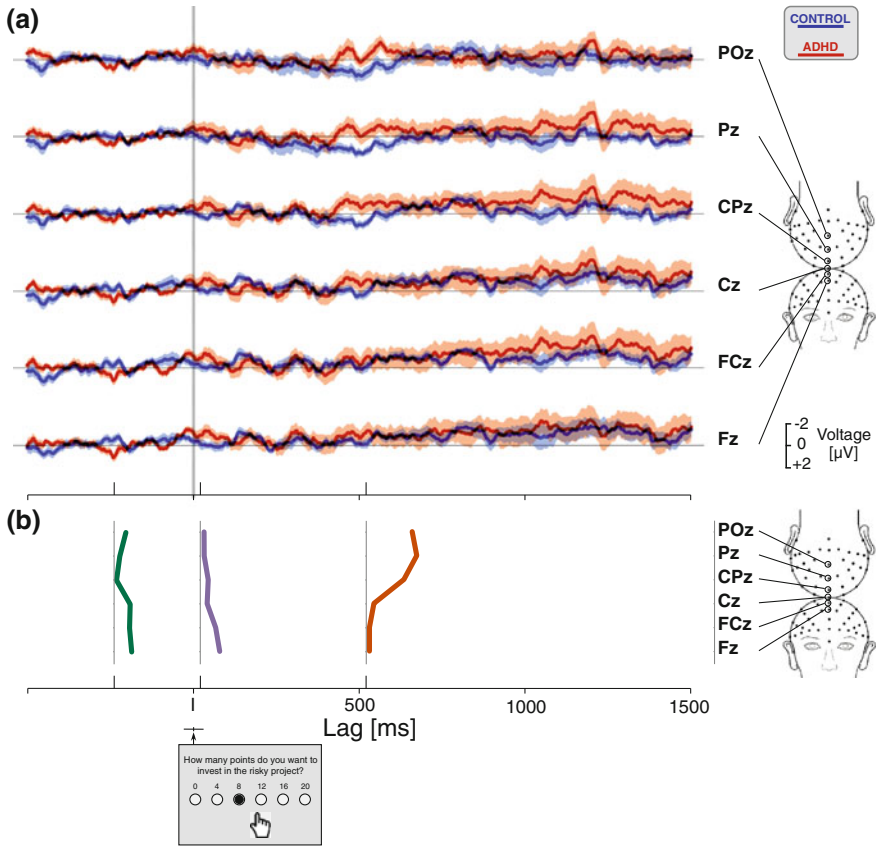 (a)
CONTROL
ADHD
POz
Pz
CPz
Cz
FCz
Fz
-2
0
+2
Voltage
[µV]
(b)
POz
Pz
CPz
Cz
FCz
Fz
I
500
1000
1500
Lag [ms]
How many points do you want to
invest in the risky project?
0 4 8 12 16 20